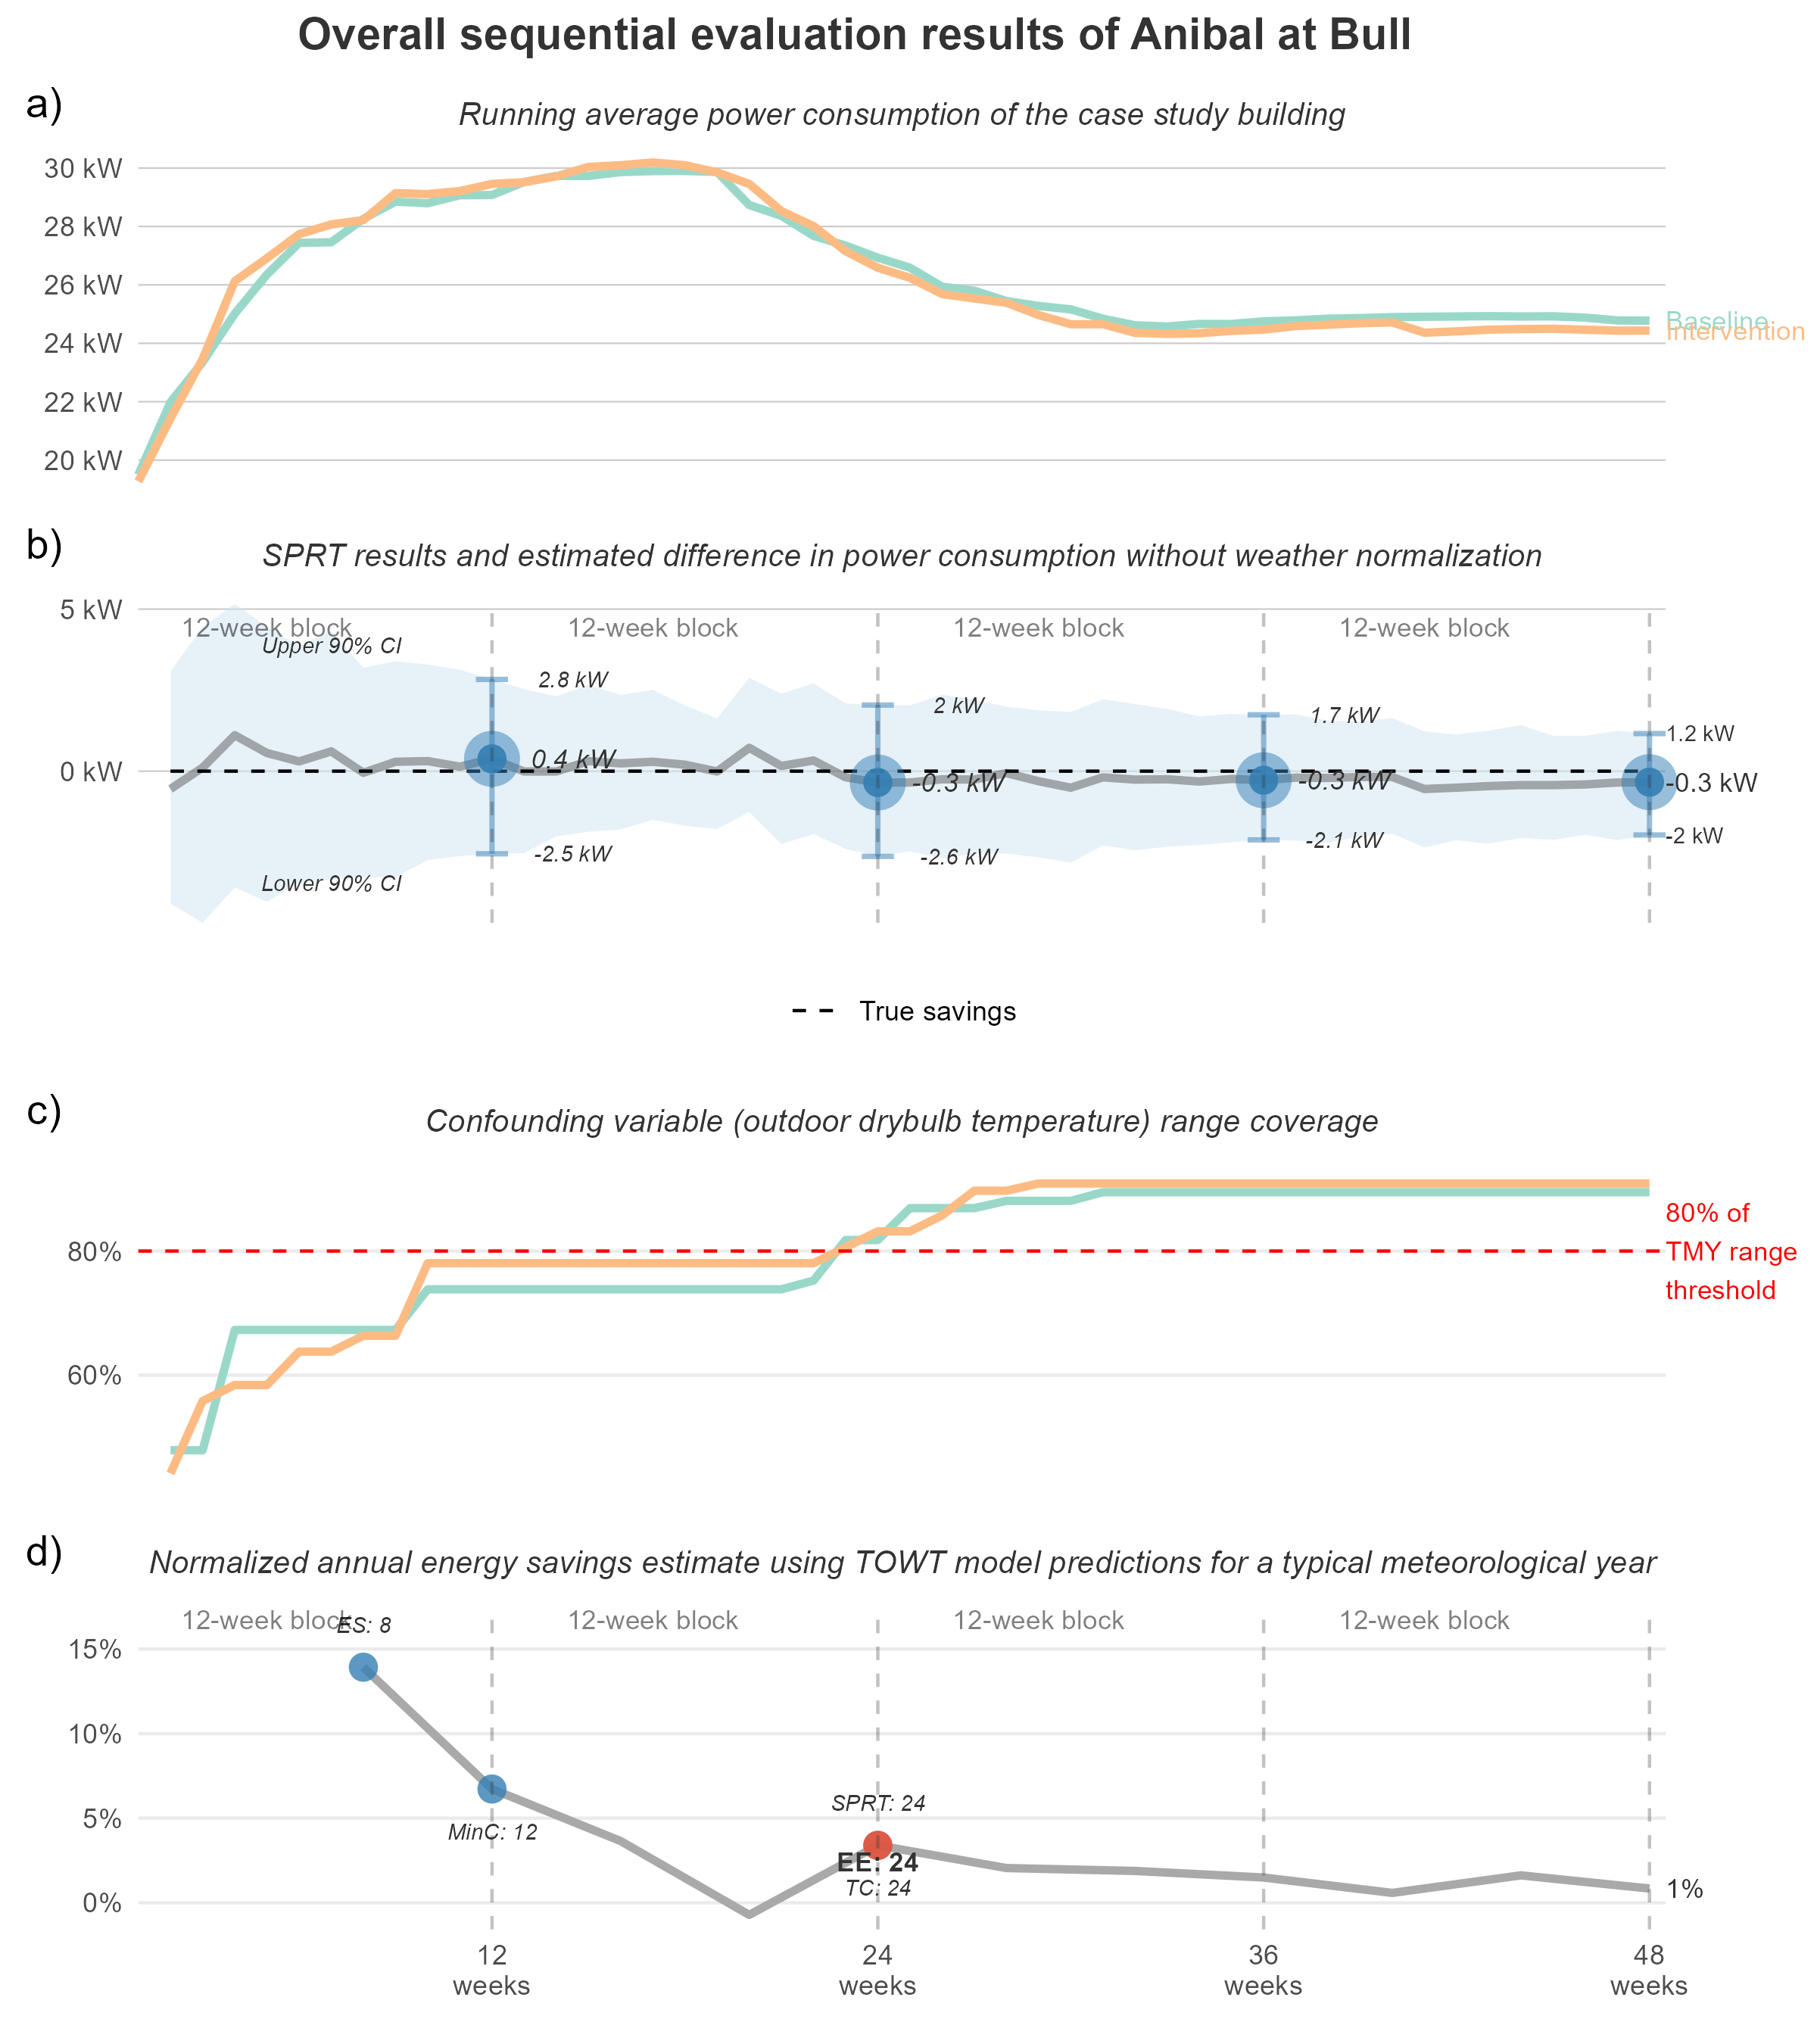 Overall sequential evaluation results of Anibal at Bull
a)
Running average power consumption of the case study building
30 kW
28 kW
26 kW
24 kW
22 kW
20 kW
Baseline
Intervention
b)
SPRT results and estimated difference in power consumption without weather normalization
5 kW
0 kW
12-week block
12-week block
12-week block
12-week block
Upper 90% CI
Lower 90% CI
2.8 kW
0.4 kW
-2.5 kW
2 kW
-0.3 kW
-2.6 kW
1.7 kW
-0.3 kW
-2.1 kW
1.2 kW
-0.3 kW
-2 kW
True savings
c)
Confounding variable (outdoor drybulb temperature) range coverage
80%
60%
80% of
TMY range
threshold
d)
Normalized annual energy savings estimate using TOWT model predictions for a typical meteorological year
12-week block
12-week block
12-week block
12-week block
15%
10%
5%
0%
ES: 8
MinC: 12
SPRT: 24
EE: 24
TC: 24
1%
12
weeks
24
weeks
36
weeks
48
weeks